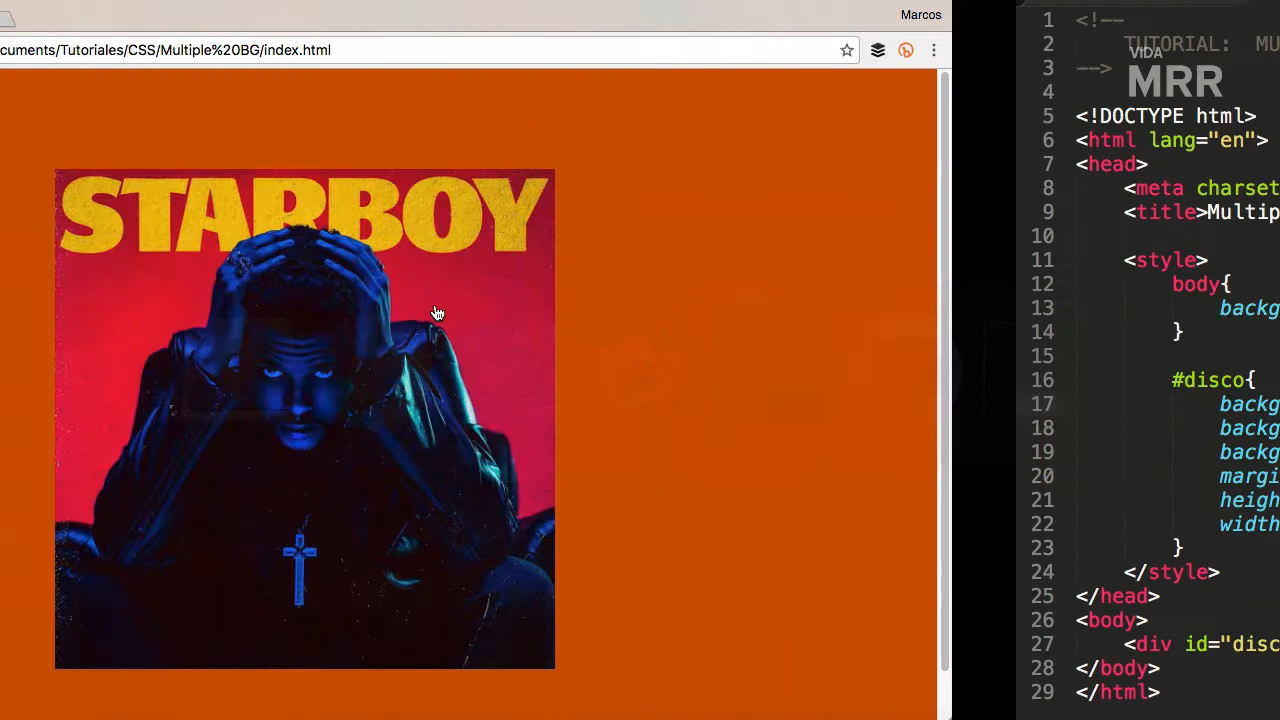 Marcos
cuments/Tutoriales/CSS/Multiple%20BG/index.html
STARBOY
VIDA
MRR
1 <!--
2 TUTORIAL: MU
3 -->
4
5 <!DOCTYPE html>
6 <html lang="en">
7 <head>
8 <meta charset
9 <title>Multip
10
11 <style>
12 body{
13 backg
14 }
15
16 #disco{
17 backg
18 backg
19 backg
20 margi
21 heigh
22 width
23 }
24 </style>
25 </head>
26 <body>
27 <div id="disc
28 </body>
29 </html>